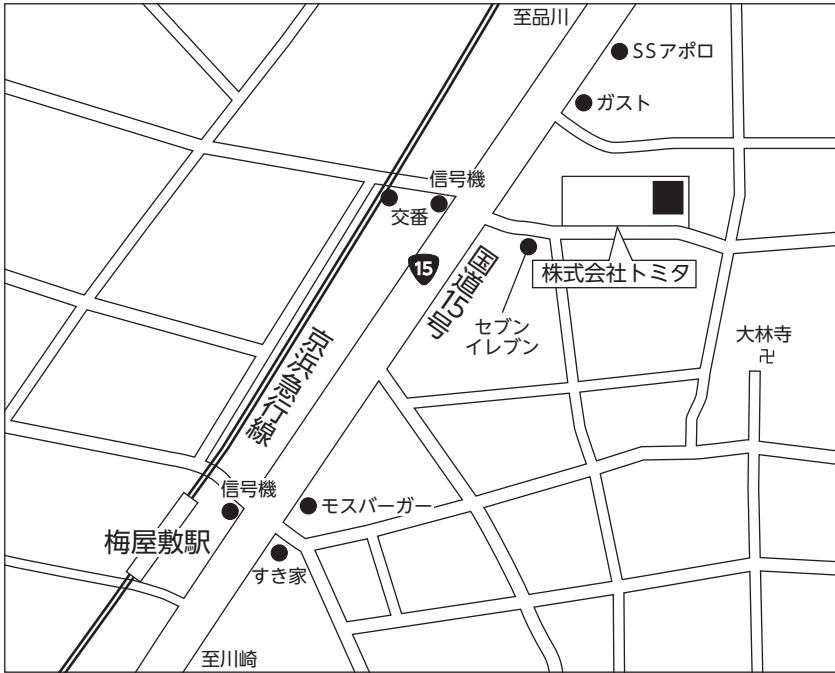 至品川
SSアポロ
ガスト
信号機
交番
15
国道15号
株式会社トミタ
セブン
イレブン
大林寺
卍
京浜急行線
信号機
モスバーガー
梅屋敷駅
すき家
至川崎